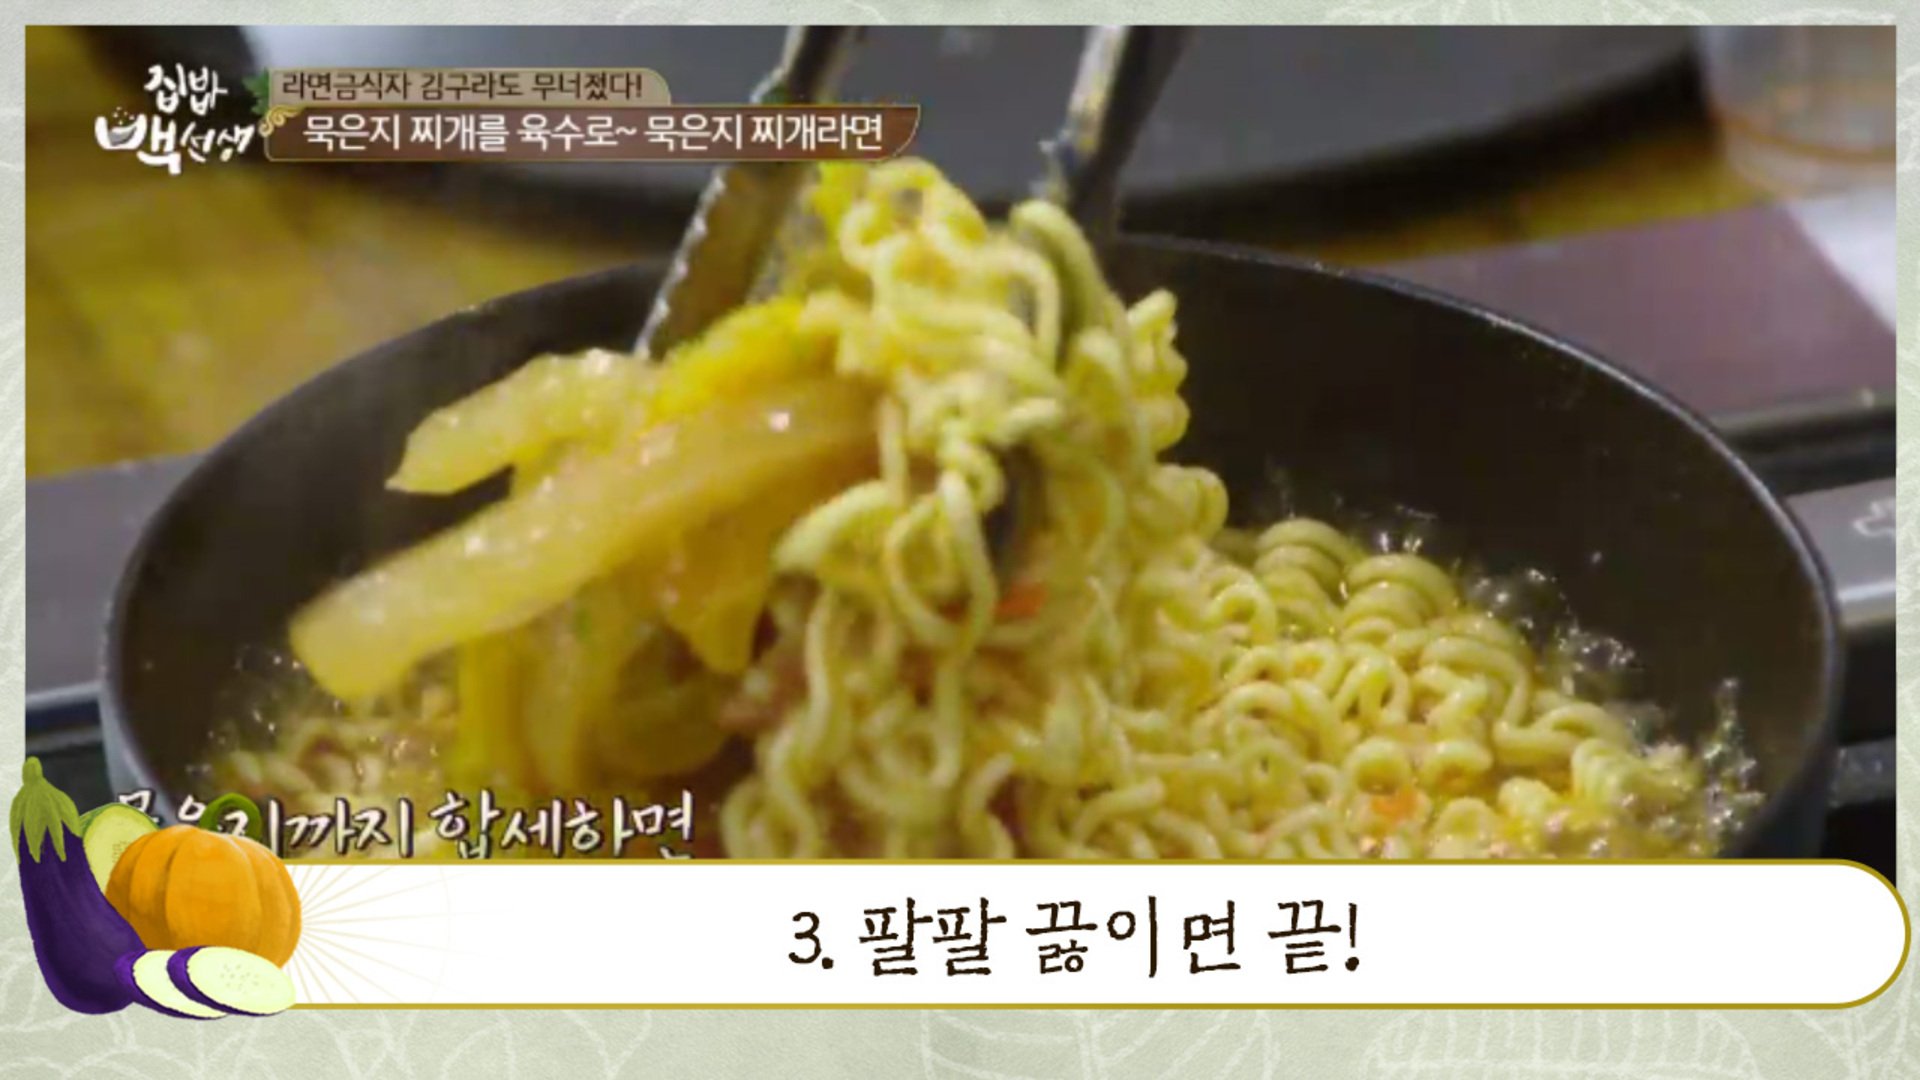 집밥
백선생
라면금식자 김구라도 무너졌다!
묵은지 찌개를 육수로~ 묵은지 찌개라면
묵은지까지 합세하면
3. 팔팔 끓이면 끝!